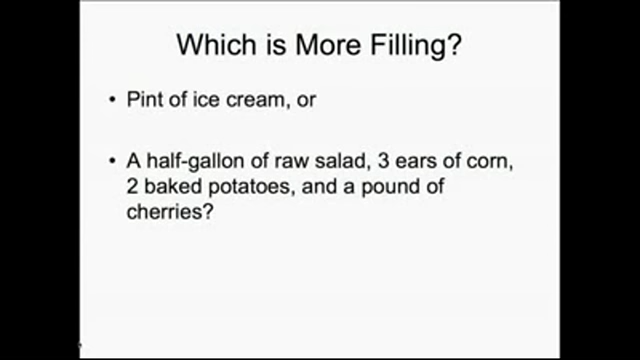 Which is More Filling?
• Pint of ice cream, or
• A half-gallon of raw salad, 3 ears of corn,
2 baked potatoes, and a pound of
cherries?